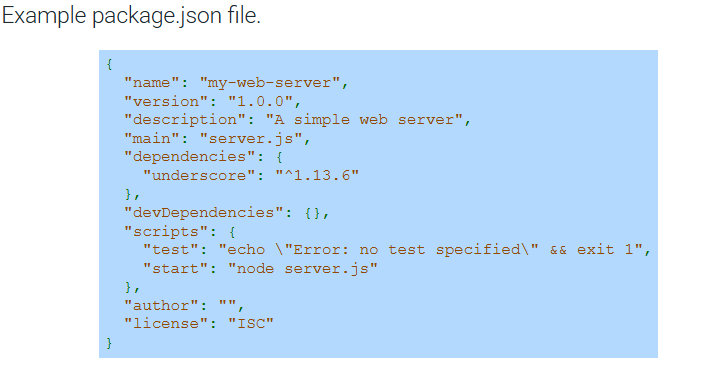 Example package.json file.
{
"name": "my-web-server",
"version": "1.0.0",
"description": "A simple web server",
"main": "server.js",
"dependencies": {
"underscore": "^1.13.6"
},
"devDependencies": {},
"scripts": {
"test": "echo \"Error: no test specified\" && exit 1",
"start": "node server.js"
},
"author": "",
"license": "ISC"
}